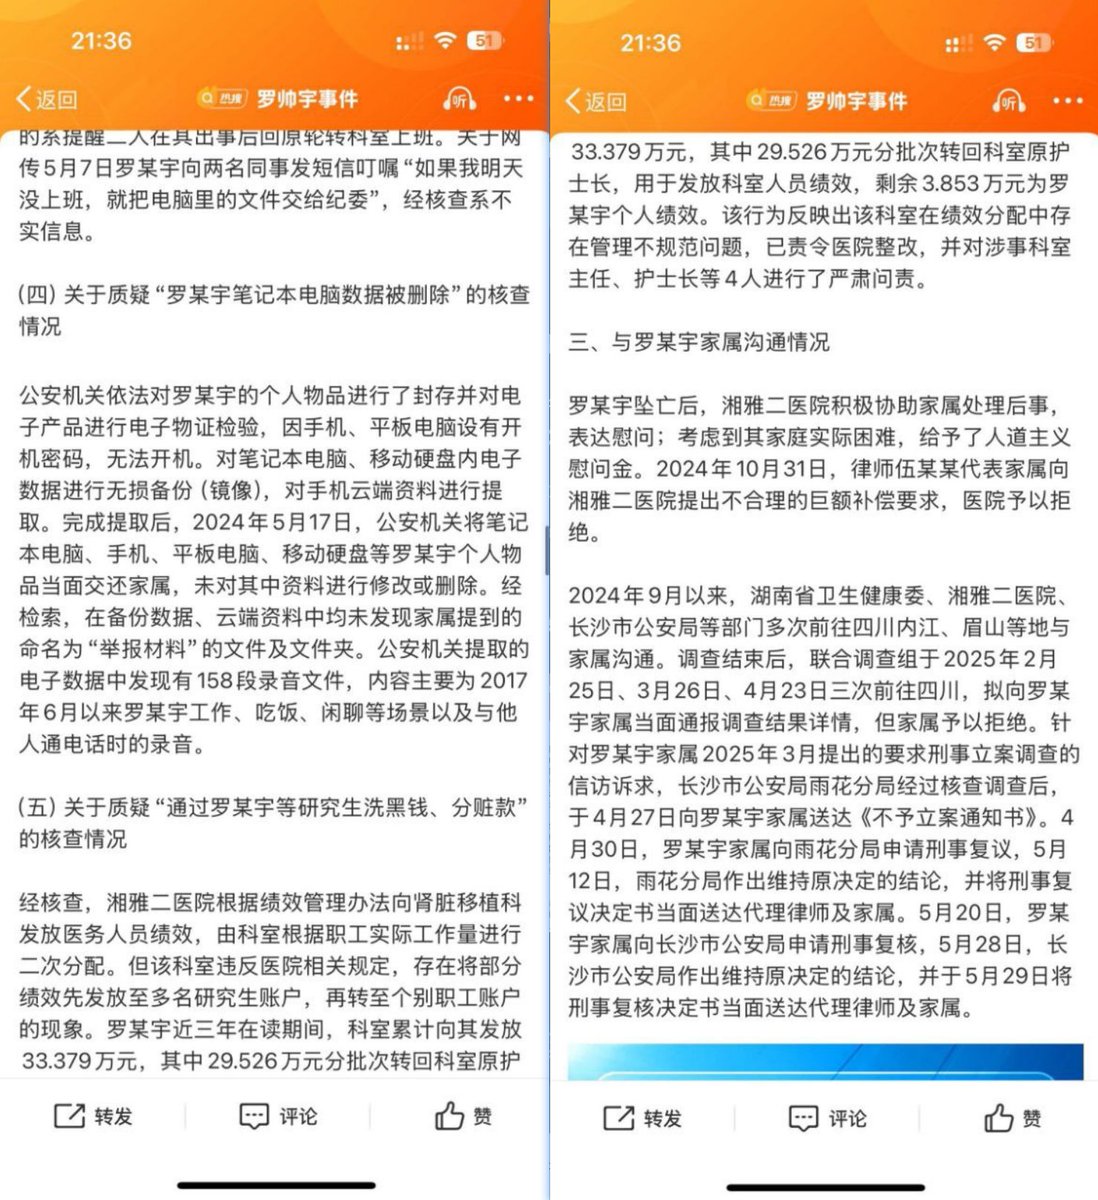 21:36
51
返回
热搜
罗帅宇事件
听
的系提醒二人在其出事后回原轮转科室上班。关于网
传5月7日罗某宇向两名同事发短信叮嘱“如果我明天
没上班，就把电脑里的文件交给纪委”，经核查系不
实信息。
(四) 关于质疑“罗某宇笔记本电脑数据被删除”的核查
情况
公安机关依法对罗某宇的个人物品进行了封存并对电
子产品进行电子物证检验，因手机、平板电脑设有开
机密码，无法开机。对笔记本电脑、移动硬盘内电子
数据进行无损备份 (镜像)，对手机云端资料进行提
取。完成提取后，2024年5月17日，公安机关将笔记
本电脑、手机、平板电脑、移动硬盘等罗某宇个人物
品当面交还家属，未对其中资料进行修改或删除。经
检索，在备份数据、云端资料中均未发现家属提到的
命名为“举报材料”的文件及文件夹。公安机关提取的
电子数据中发现有158段录音文件，内容主要为2017
年6月以来罗某宇工作、吃饭、闲聊等场景以及与他
人通电话时的录音。
(五) 关于质疑“通过罗某宇等研究生洗黑钱、分赃款”
的核查情况
经核查，湘雅二医院根据绩效管理办法向肾脏移植科
发放医务人员绩效，由科室根据职工实际工作量进行
二次分配。但该科室违反医院相关规定，存在将部分
绩效先发放至多名研究生账户，再转至个别职工账户
的现象。罗某宇近三年在读期间，科室累计向其发放
33.379万元，其中29.526万元分批次转回科室原护
转发
评论
赞
21:36
51
返回
热搜
罗帅宇事件
听
33.379万元，其中29.526万元分批次转回科室原护
士长，用于发放科室人员绩效，剩余3.853万元为罗
某宇个人绩效。该行为反映出该科室在绩效分配中存
在管理不规范问题，已责令医院整改，并对涉事科室
主任、护士长等4人进行了严肃问责。
三、与罗某宇家属沟通情况
罗某宇坠亡后，湘雅二医院积极协助家属处理后事，
表达慰问；考虑到其家庭实际困难，给予了人道主义
慰问金。2024年10月31日，律师伍某某代表家属向
湘雅二医院提出不合理的巨额补偿要求，医院予以拒
绝。
2024年9月以来，湖南省卫生健康委、湘雅二医院、
长沙市公安局等部门多次前往四川内江、眉山等地与
家属沟通。调查结束后，联合调查组于2025年2月
25日、3月26日、4月23日三次前往四川，拟向罗某
宇家属当面通报调查结果详情，但家属予以拒绝。针
对罗某宇家属2025年3月提出的要求刑事立案调查的
信访诉求，长沙市公安局雨花分局经过核查调查后，
于4月27日向罗某宇家属送达《不予立案通知书》。4
月30日，罗某宇家属向雨花分局申请刑事复议，5月
12日，雨花分局作出维持原决定的结论，并将刑事复
议决定书当面送达代理律师及家属。5月20日，罗某
宇家属向长沙市公安局申请刑事复核，5月28日，长
沙市公安局作出维持原决定的结论，并于5月29日将
刑事复核决定书当面送达代理律师及家属。
转发
评论
赞